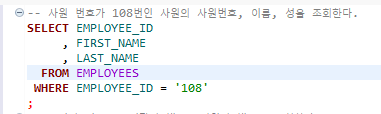 -- 사원 번호가 108번인 사원의 사원번호, 이름, 성을 조회한다.
SELECT EMPLOYEE_ID
, FIRST_NAME
, LAST_NAME
FROM EMPLOYEES
WHERE EMPLOYEE_ID = '108'
;